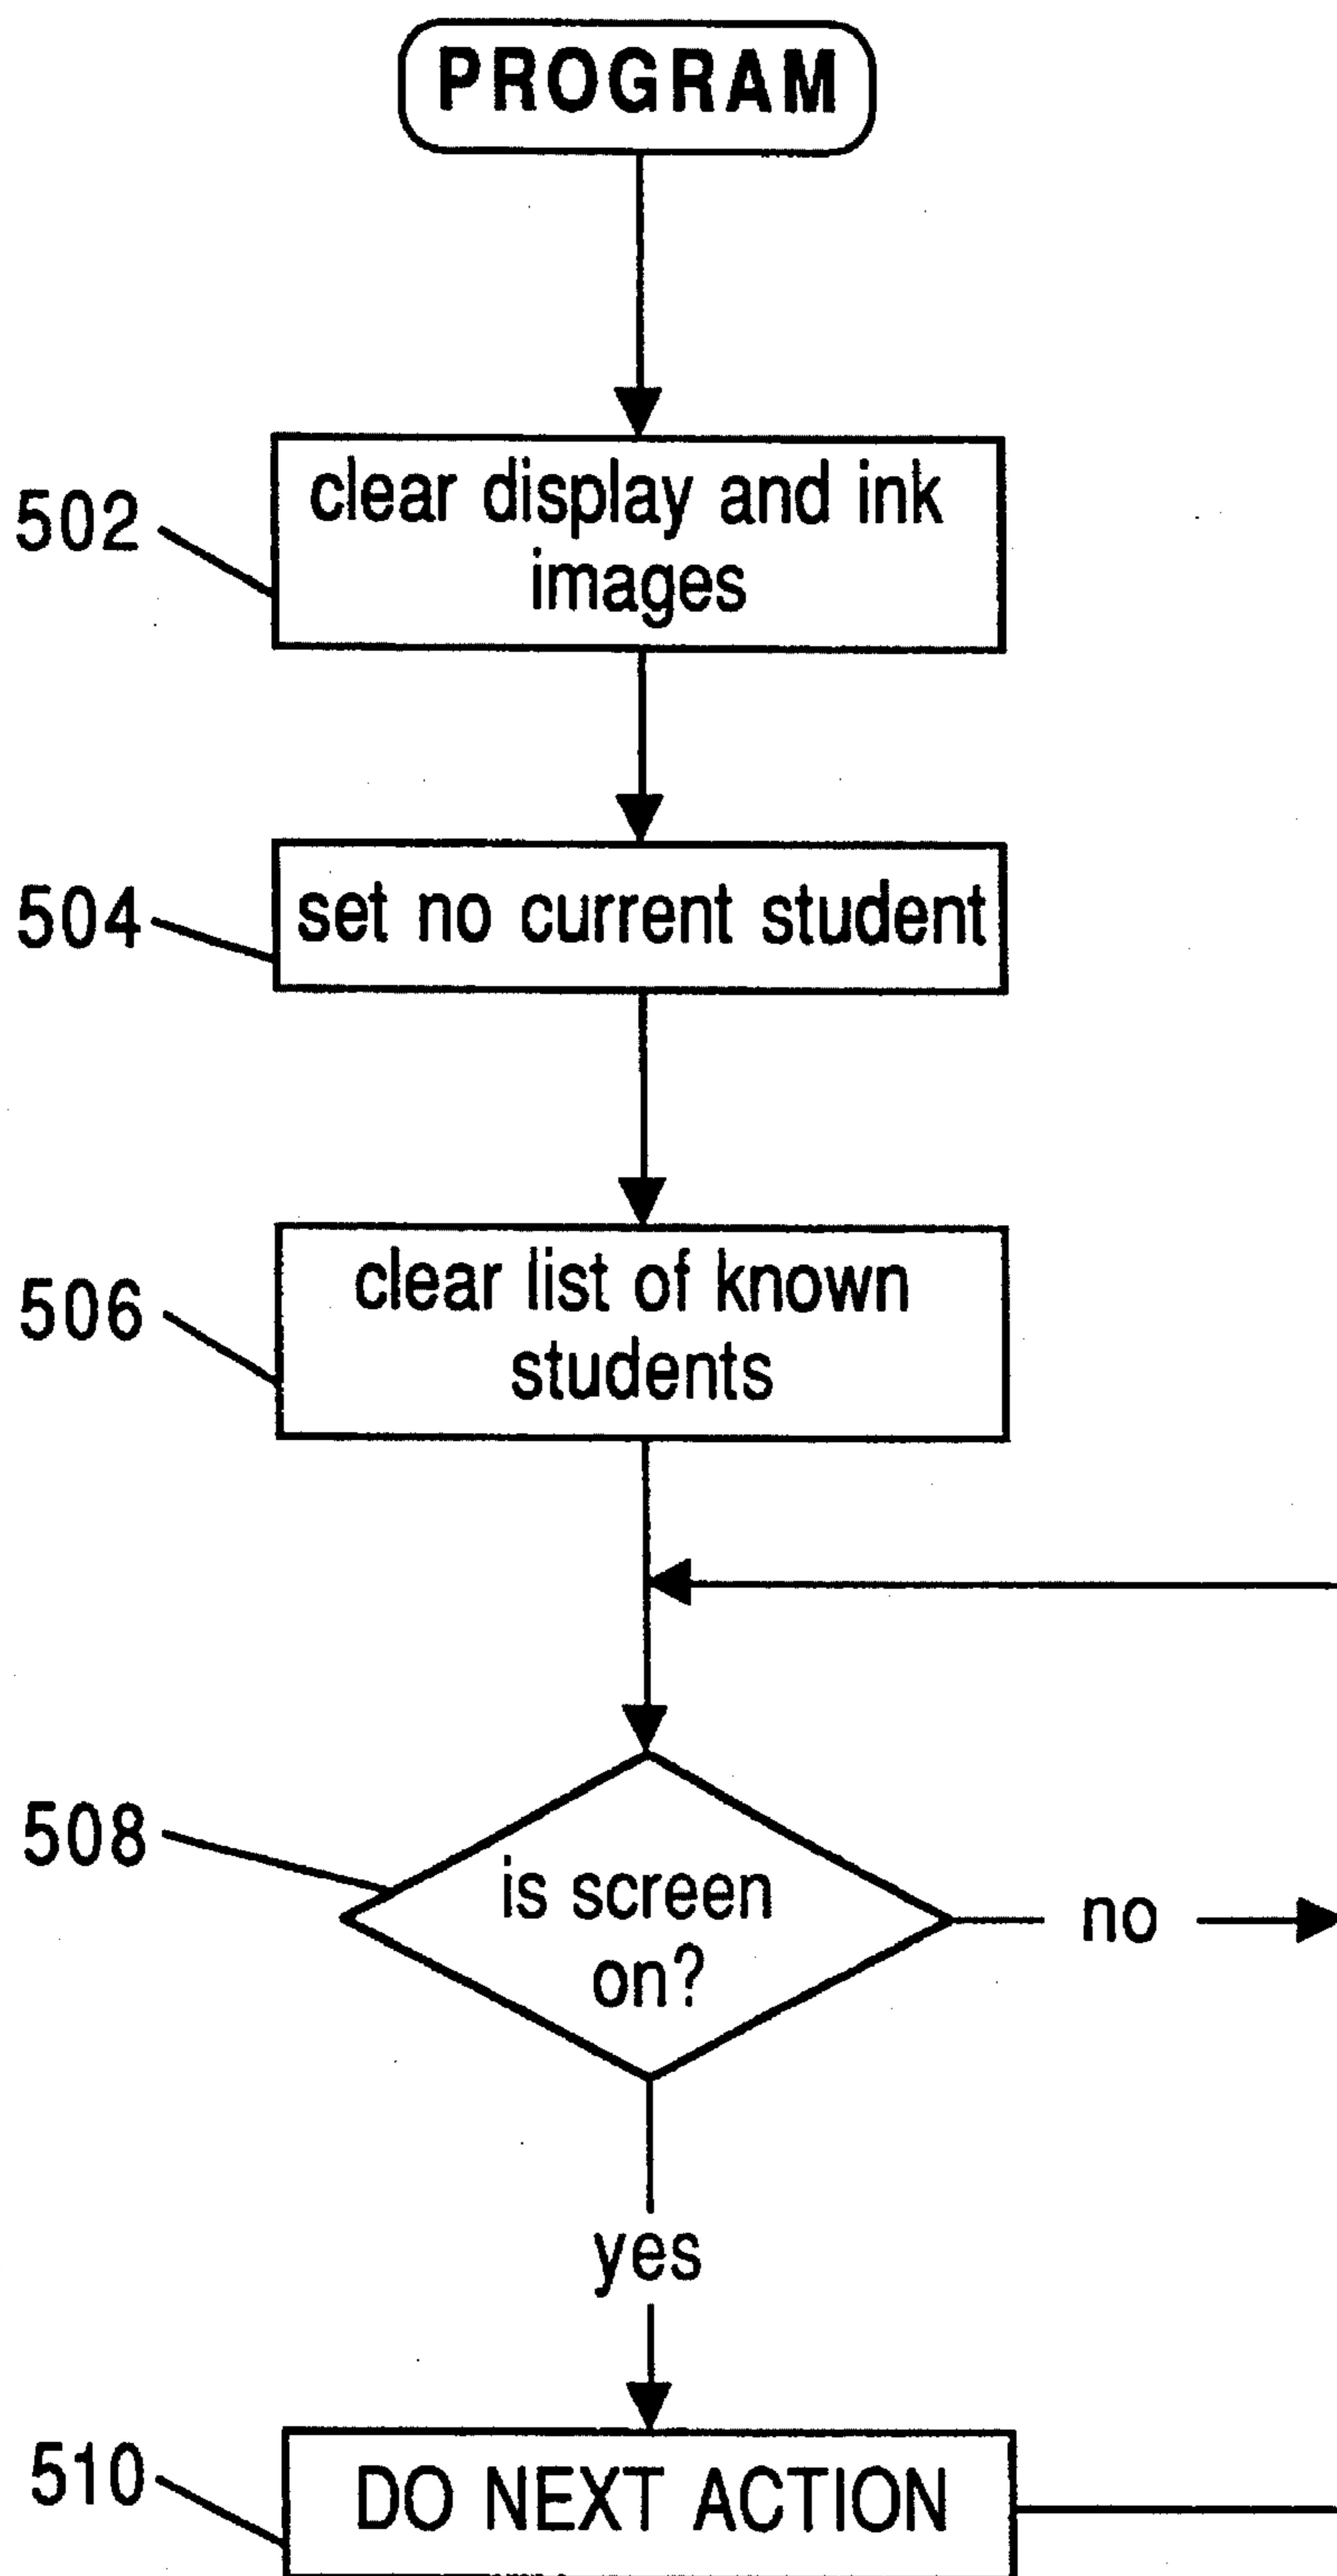 PROGRAM
502
clear display and ink
images
504
set no current student
506
clear list of known
students
508
is screen
on?
no
yes
510
DO NEXT ACTION